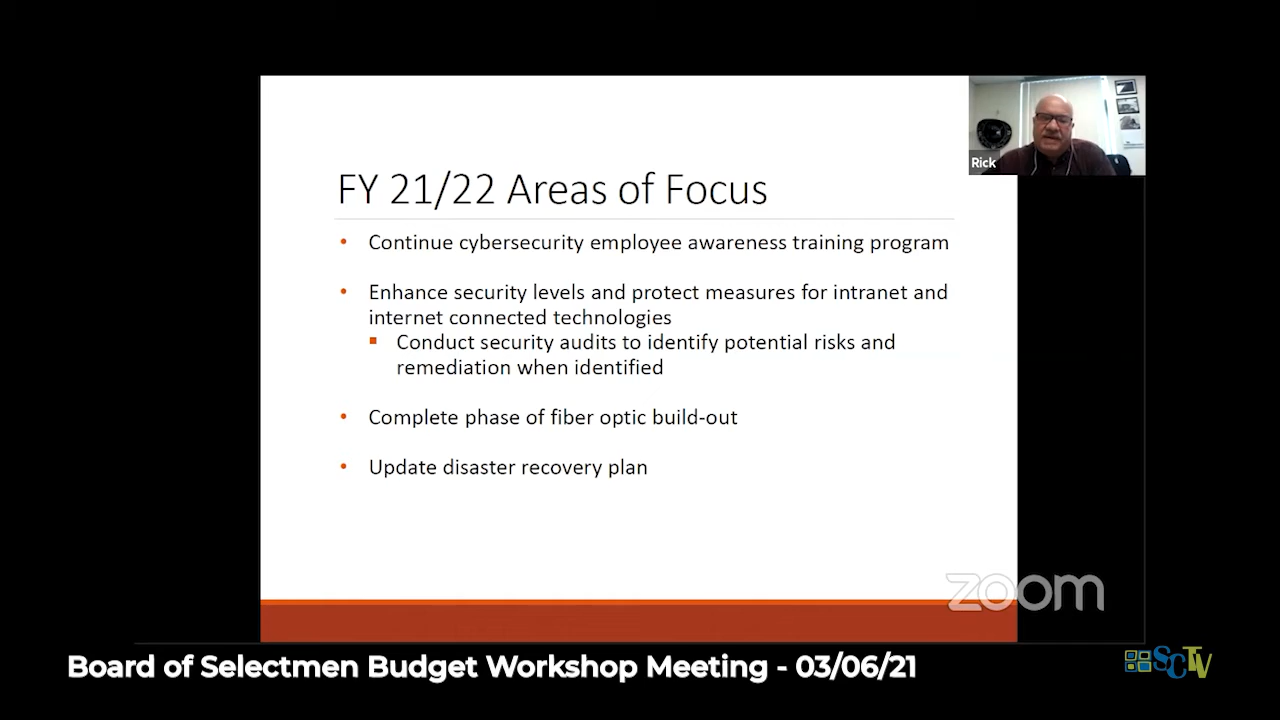 Rick
FY 21/22 Areas of Focus
• Continue cybersecurity employee awareness training program
• Enhance security levels and protect measures for intranet and
internet connected technologies
▪ Conduct security audits to identify potential risks and
remediation when identified
• Complete phase of fiber optic build-out
• Update disaster recovery plan
zoom
Board of Selectmen Budget Workshop Meeting - 03/06/21
SCTV